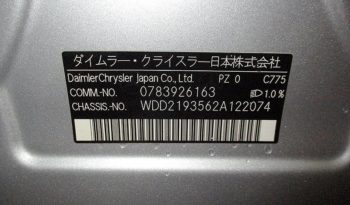 ダイムラー・クライスラー日本株式会社
DaimlerChrysler Japan Co., Ltd. PZ 0 C775
COMM.-NO. 0783926163 1.0%
CHASSIS.-NO. WDD2193562A122074